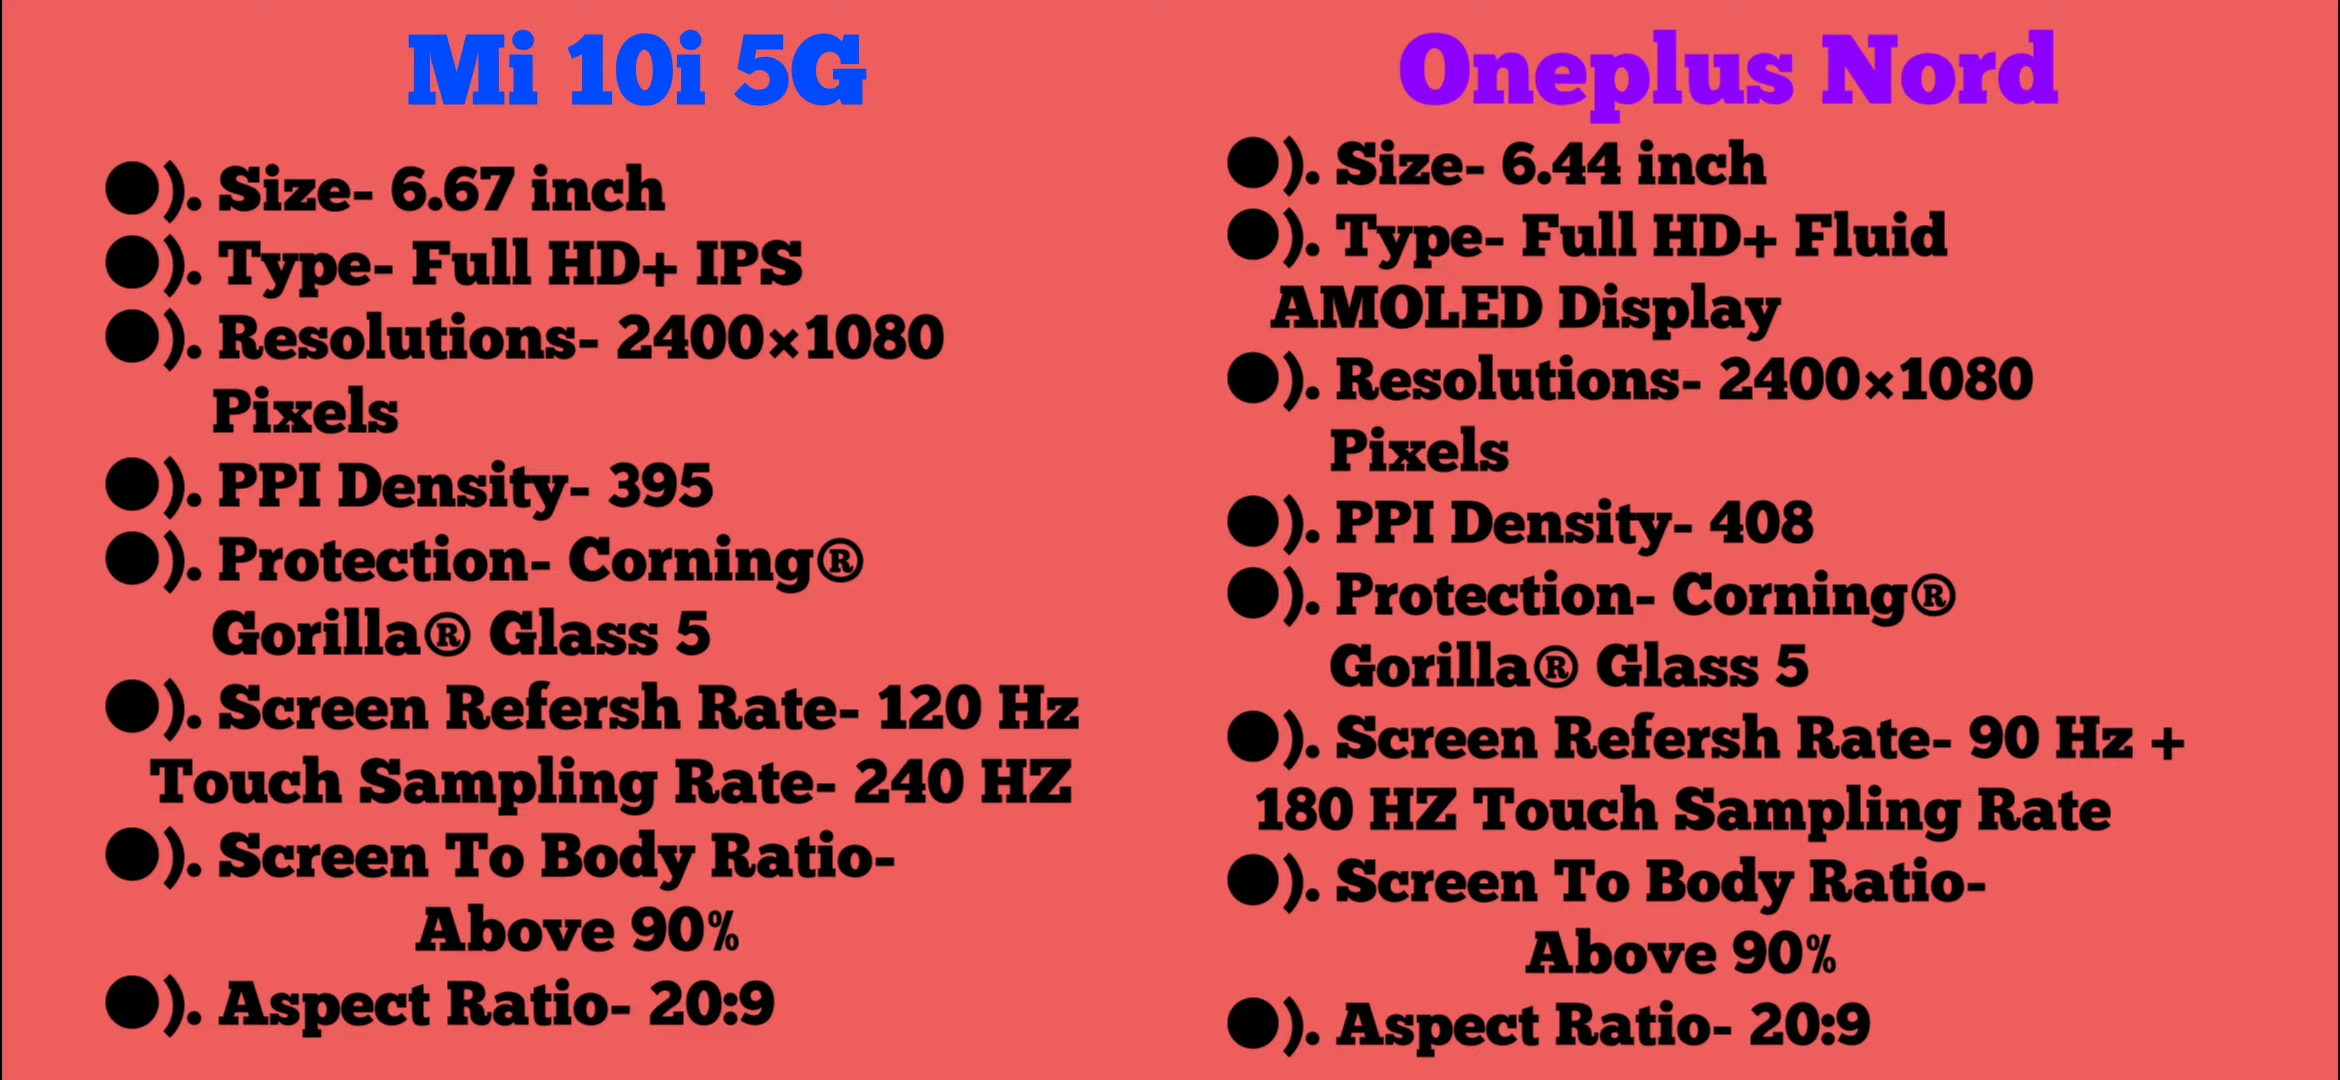 Mi 10i 5G
●). Size- 6.67 inch
●). Type- Full HD+ IPS
●). Resolutions- 2400×1080
Pixels
●). PPI Density- 395
●). Protection- Corning®
Gorilla® Glass 5
●). Screen Refersh Rate- 120 Hz
Touch Sampling Rate- 240 HZ
●). Screen To Body Ratio-
Above 90%
●). Aspect Ratio- 20:9
Oneplus Nord
●). Size- 6.44 inch
●). Type- Full HD+ Fluid
AMOLED Display
●). Resolutions- 2400×1080
Pixels
●). PPI Density- 408
●). Protection- Corning®
Gorilla® Glass 5
●). Screen Refersh Rate- 90 Hz +
180 HZ Touch Sampling Rate
●). Screen To Body Ratio-
Above 90%
●). Aspect Ratio- 20:9